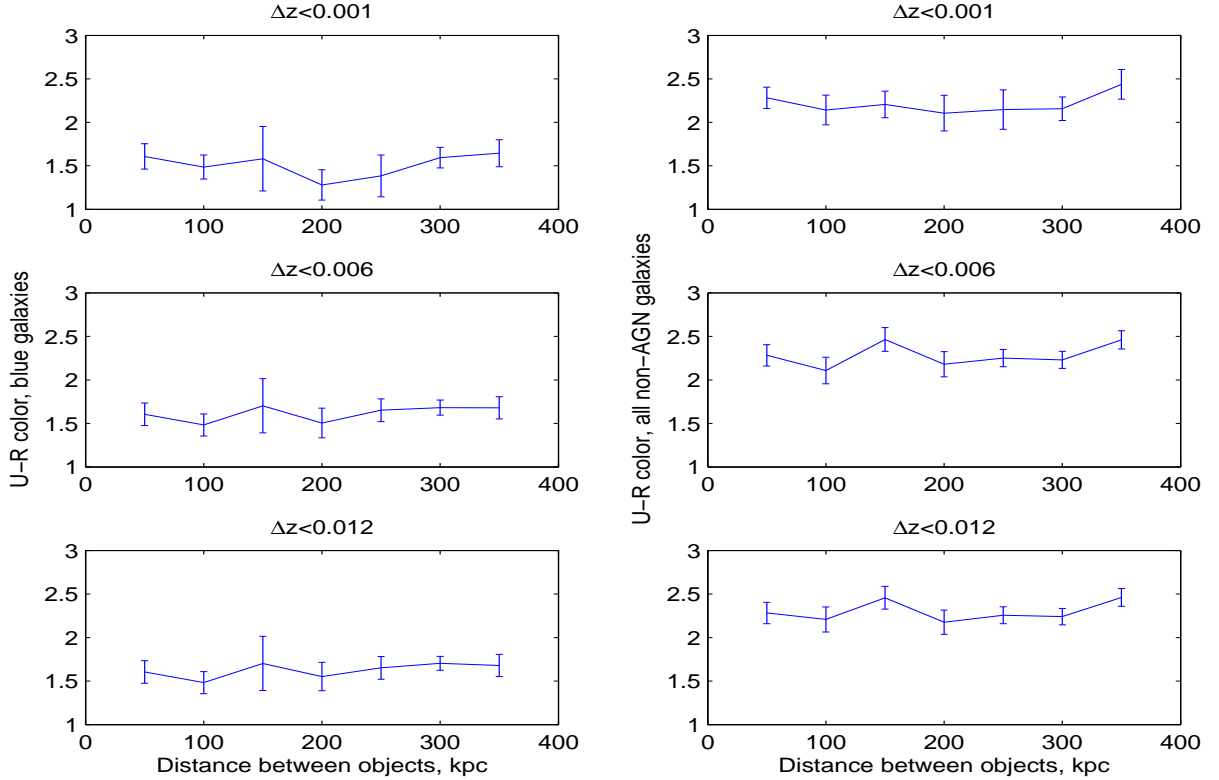 Δz<0.001
3
2.5
2
1.5
1
0 100 200 300 400
Δz<0.006
3
2.5
2
1.5
1
0 100 200 300 400
Δz<0.012
3
2.5
2
1.5
1
0 100 200 300 400
Distance between objects, kpc
U−R color, blue galaxies
Δz<0.001
3
2.5
2
1.5
1
0 100 200 300 400
Δz<0.006
3
2.5
2
1.5
1
0 100 200 300 400
Δz<0.012
3
2.5
2
1.5
1
0 100 200 300 400
Distance between objects, kpc
U−R color, all non−AGN galaxies